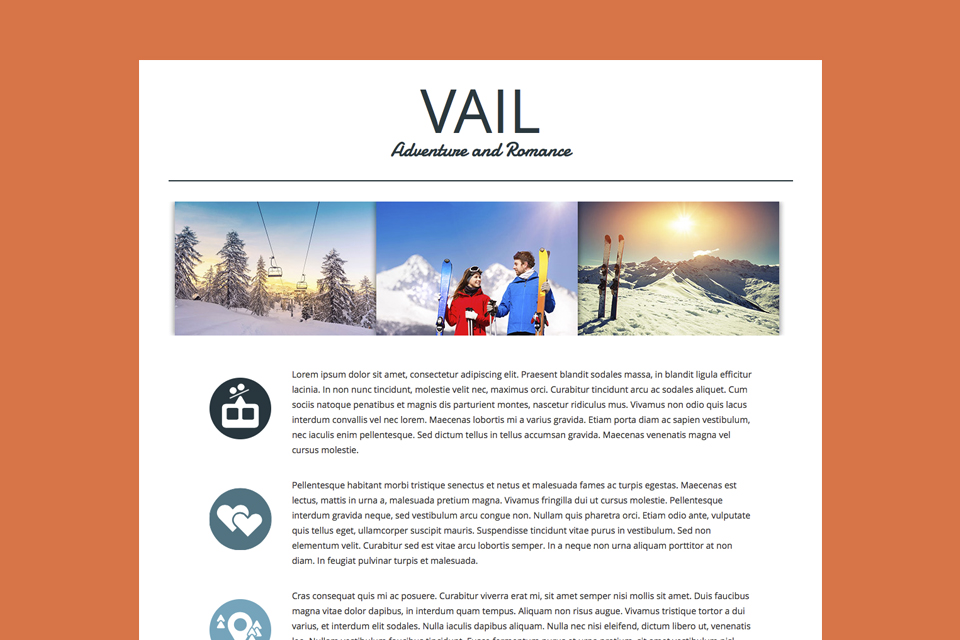 VAIL
Adventure and Romance
Lorem ipsum dolor sit amet, consectetur adipiscing elit. Praesent blandit sodales massa, in blandit ligula efficitur
lacinia. In non nunc tincidunt, molestie velit nec, maximus orci. Curabitur tincidunt arcu ac sodales aliquet. Cum
sociis natoque penatibus et magnis dis parturient montes, nascetur ridiculus mus. Vivamus non odio quis lacus
interdum convallis vel nec lorem. Maecenas lobortis mi a varius gravida. Etiam porta diam ac sapien vestibulum,
nec iaculis enim pellentesque. Sed dictum tellus in tellus accumsan gravida. Maecenas venenatis magna vel
cursus molestie.
Pellentesque habitant morbi tristique senectus et netus et malesuada fames ac turpis egestas. Maecenas est
lectus, mattis in urna a, malesuada pretium magna. Vivamus fringilla dui ut cursus molestie. Pellentesque
interdum gravida neque, sed vestibulum arcu congue non. Nullam quis pharetra orci. Etiam odio ante, vulputate
quis tellus eget, ullamcorper suscipit mauris. Suspendisse tincidunt vitae purus in vestibulum. Sed non
elementum velit. Curabitur sed est vitae arcu lobortis semper. In a neque non urna aliquam porttitor at non
diam. In feugiat pulvinar turpis et malesuada.
Cras consequat quis mi ac posuere. Curabitur viverra erat mi, sit amet semper nisi mollis sit amet. Duis faucibus
magna vitae dolor dapibus, in interdum quam tempus. Aliquam non risus augue. Vivamus tristique tortor a dui
varius, et interdum elit sodales. Nulla iaculis dapibus aliquam. Nulla nec nisi eleifend, dictum libero ut, venenatis